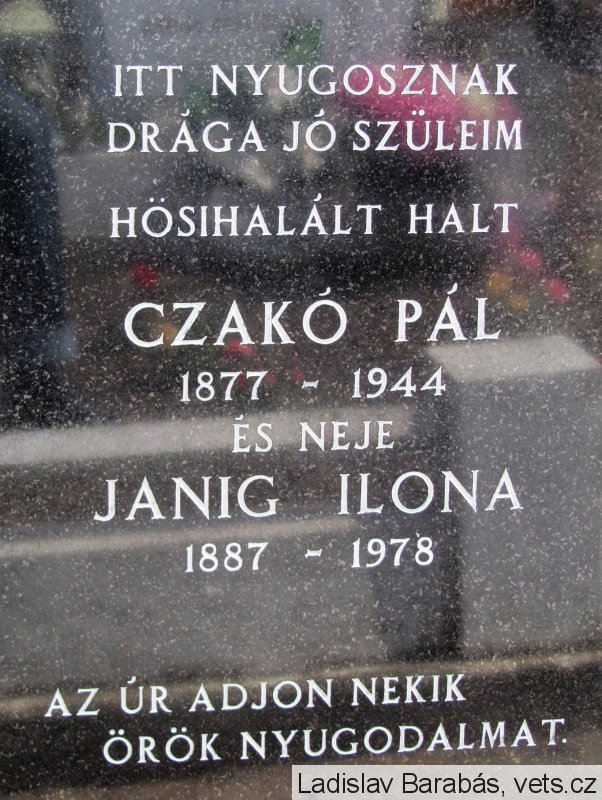 ITT NYUGOSZNAK
DRÁGA JÓ SZÜLEIM
HÖSIHALÁLT HALT
CZAKÓ PÁL
1877 - 1944
ÉS NEJE
JANIG ILONA
1887 - 1978
AZ ÚR ADJON NEKIK
ÖRÖK NYUGODALMAT.
Ladislav Barabás, vets.cz